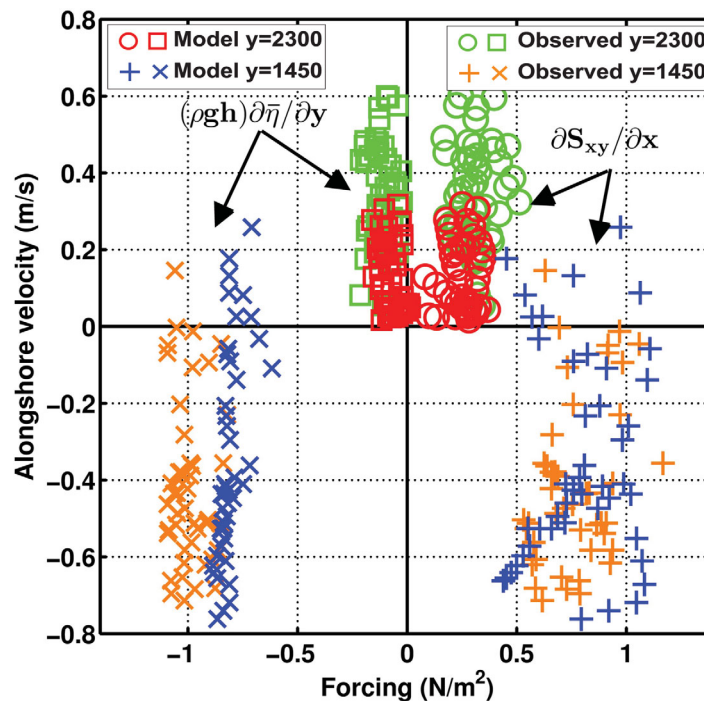 0.8
Model y=2300
Observed y=2300
Model y=1450
Observed y=1450
0.6
(ρgh)∂η̄/∂y
∂Sxy/∂x
0.4
0.2
0
−0.2
−0.4
−0.6
−0.8
Alongshore velocity (m/s)
−1 −0.5 0 0.5 1
Forcing (N/m²)